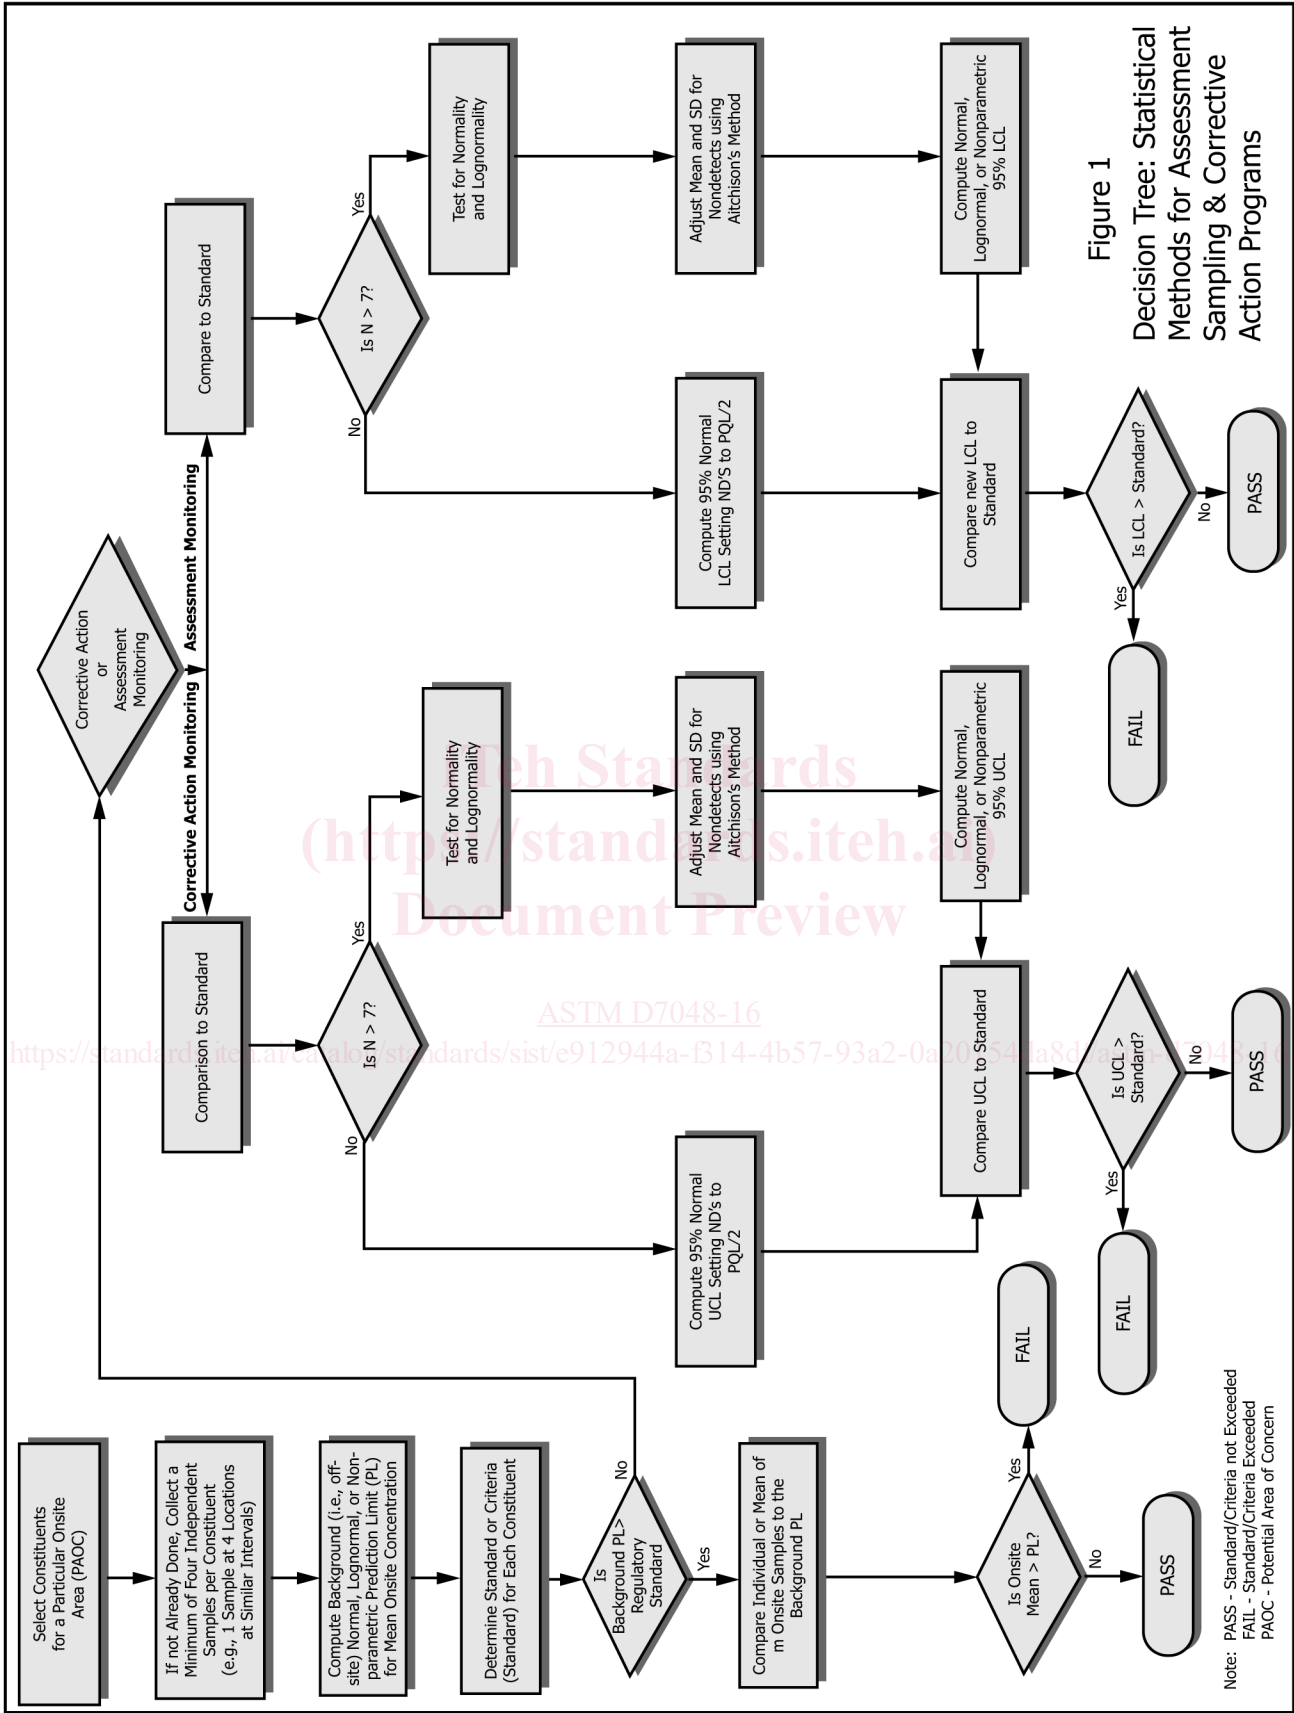 Select Constituents
for a Particular Onsite
Area (PAOC)
If not Already Done, Collect a
Minimum of Four Independent
Samples per Constituent
(e.g., 1 Sample at 4 Locations
at Similar Intervals)
Compute Background (i.e., off-
site) Normal, Lognormal, or Non-
parametric Prediction Limit (PL)
for Mean Onsite Concentration
Determine Standard or Criteria
(Standard) for Each Constituent
Is
Background PL>
Regulatory
Standard
No
Yes
Compare Individual or Mean of
m Onsite Samples to the
Background PL
Is Onsite
Mean > PL?
Yes
FAIL
No
PASS
Corrective Action
or
Assessment
Monitoring
Corrective Action Monitoring
Assessment Monitoring
Comparison to Standard
Is N > 7?
No
Yes
Compute 95% Normal
UCL Setting ND's to
PQL/2
Test for Normality
and Lognormality
Adjust Mean and SD for
Nondetects using
Aitchison's Method
Compute Normal,
Lognormal, or Nonparametric
95% UCL
Compare UCL to Standard
Is UCL >
Standard?
Yes
FAIL
No
PASS
Compare to Standard
Is N > 7?
No
Yes
Compute 95% Normal
LCL Setting ND'S to PQL/2
Test for Normality
and Lognormality
Adjust Mean and SD for
Nondetects using
Aitchison's Method
Compute Normal,
Lognormal, or Nonparametric
95% LCL
Compare new LCL to
Standard
Is LCL > Standard?
Yes
FAIL
No
PASS
Figure 1
Decision Tree: Statistical
Methods for Assessment
Sampling & Corrective
Action Programs
Note: PASS - Standard/Criteria not Exceeded
FAIL - Standard/Criteria Exceeded
PAOC - Potential Area of Concern
iTeh Standards
(https://standards.iteh.ai)
Document Preview
ASTM D7048-16